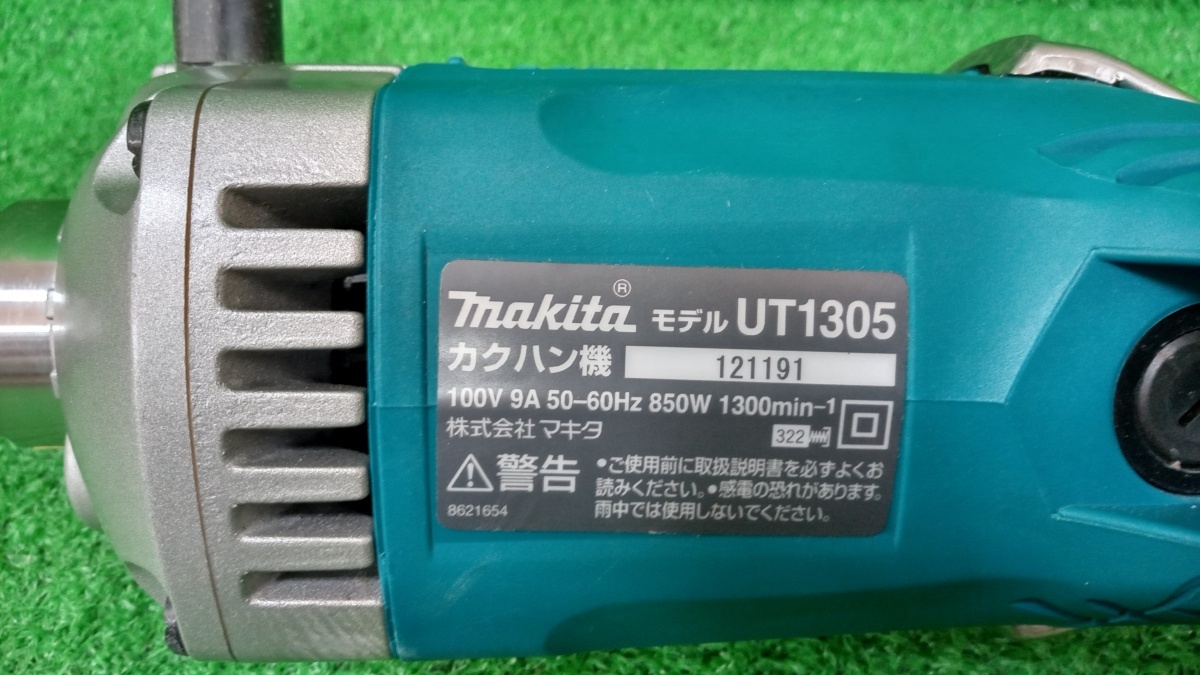 makita® モデル UT1305
カクハン機 121191
100V 9A 50-60Hz 850W 1300min-1
株式会社 マキタ 322
警告 •ご使用前に取扱説明書を必ずよくお
読みください。•感電の恐れがあります。
8621654 雨中では使用しないでください。